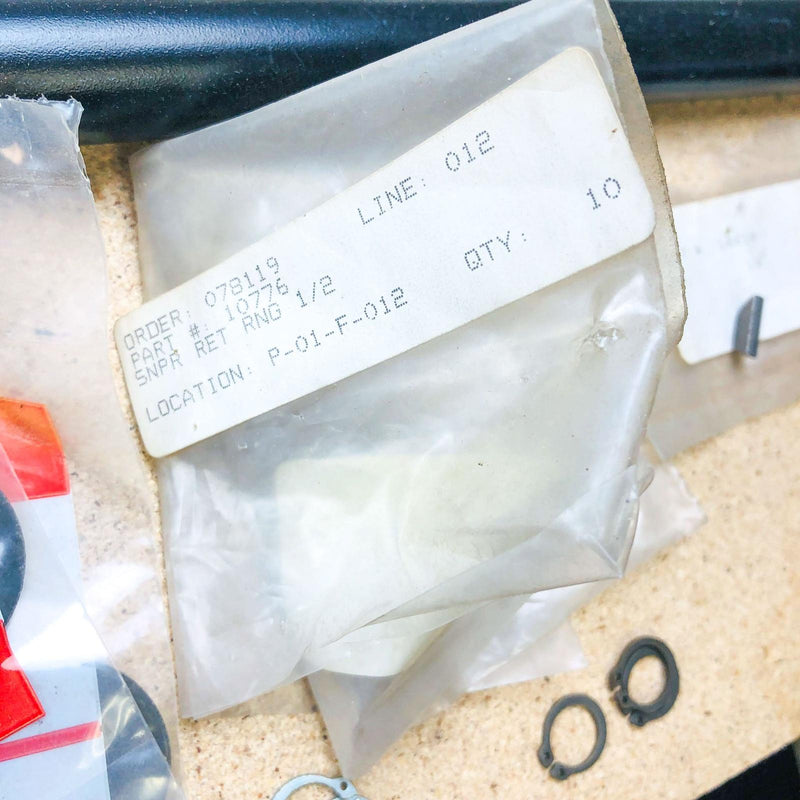 ORDER: 078119 LINE: 012
PART #: 10776
SNPR RET RNG 1/2 QTY: 10
LOCATION: P-01-F-012